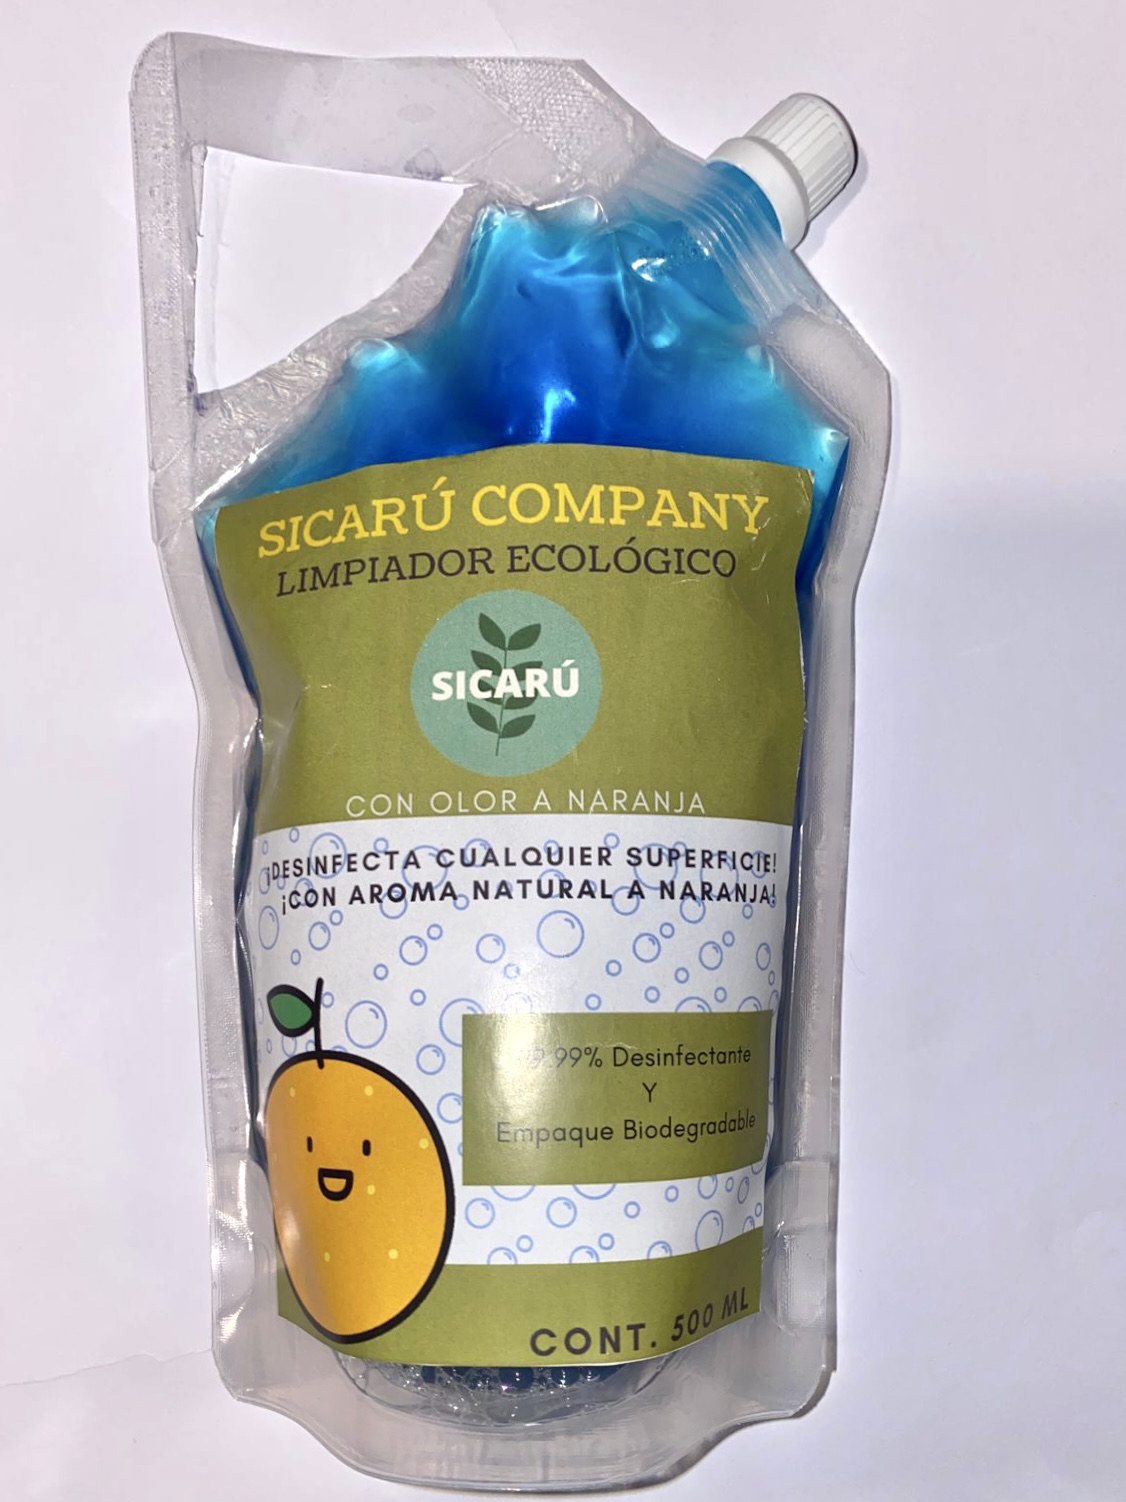 SICARÚ COMPANY
LIMPIADOR ECOLÓGICO
SICARÚ
CON OLOR A NARANJA
¡DESINFECTA CUALQUIER SUPERFICIE!
¡CON AROMA NATURAL A NARANJA!
99.99% Desinfectante
Y
Empaque Biodegradable
CONT. 500 ML